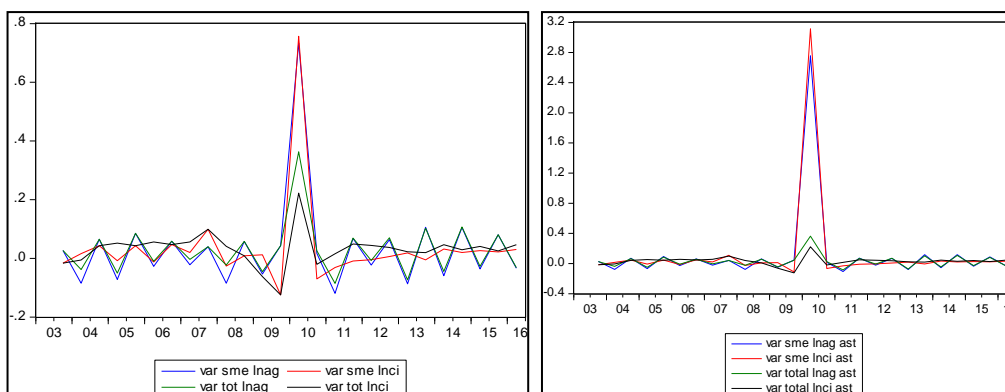 .8
.6
.4
.2
.0
-.2
03 04 05 06 07 08 09 10 11 12 13 14 15 16
var sme lnag var sme lnci
var tot lnag var tot lnci
3.2
2.8
2.4
2.0
1.6
1.2
0.8
0.4
0.0
-0.4
03 04 05 06 07 08 09 10 11 12 13 14 15
var sme lnag ast
var sme lnci ast
var total lnag ast
var total lnci ast